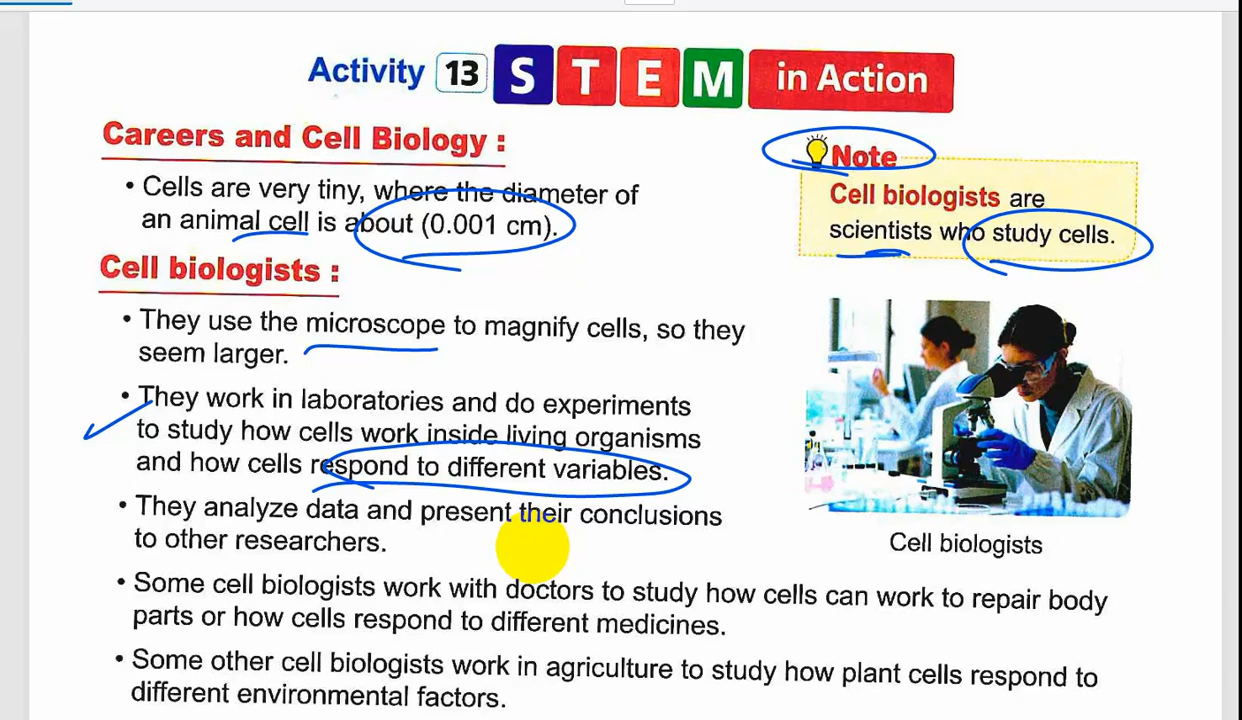 Activity 13 STEM in Action
Careers and Cell Biology :
• Cells are very tiny, where the diameter of
an animal cell is about (0.001 cm).
Note
Cell biologists are
scientists who study cells.
Cell biologists :
• They use the microscope to magnify cells, so they
seem larger.
• They work in laboratories and do experiments
to study how cells work inside living organisms
and how cells respond to different variables.
• They analyze data and present their conclusions
to other researchers.
Cell biologists
• Some cell biologists work with doctors to study how cells can work to repair body
parts or how cells respond to different medicines.
• Some other cell biologists work in agriculture to study how plant cells respond to
different environmental factors.